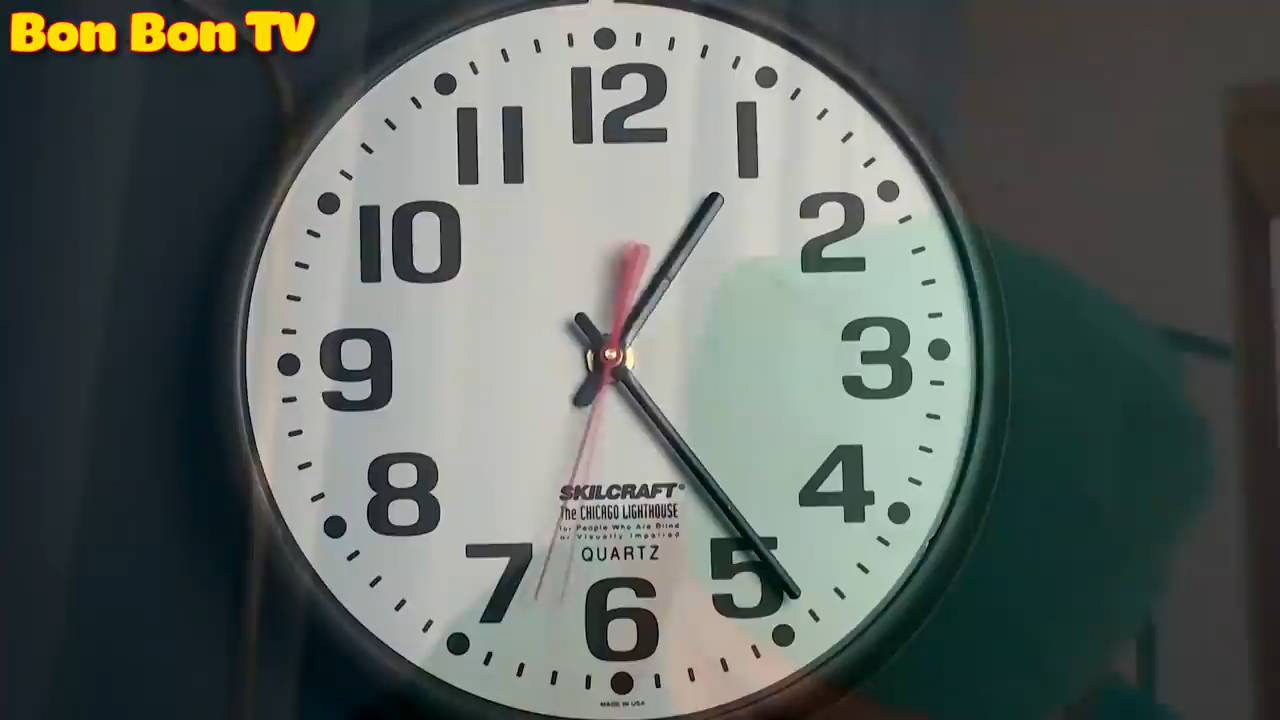 Bon Bon TV
12
11
1
10
2
9
3
8
4
7
5
6
SKILCRAFT®
The CHICAGO LIGHTHOUSE
for People Who Are Blind
or Visually Impaired
QUARTZ
MADE IN USA